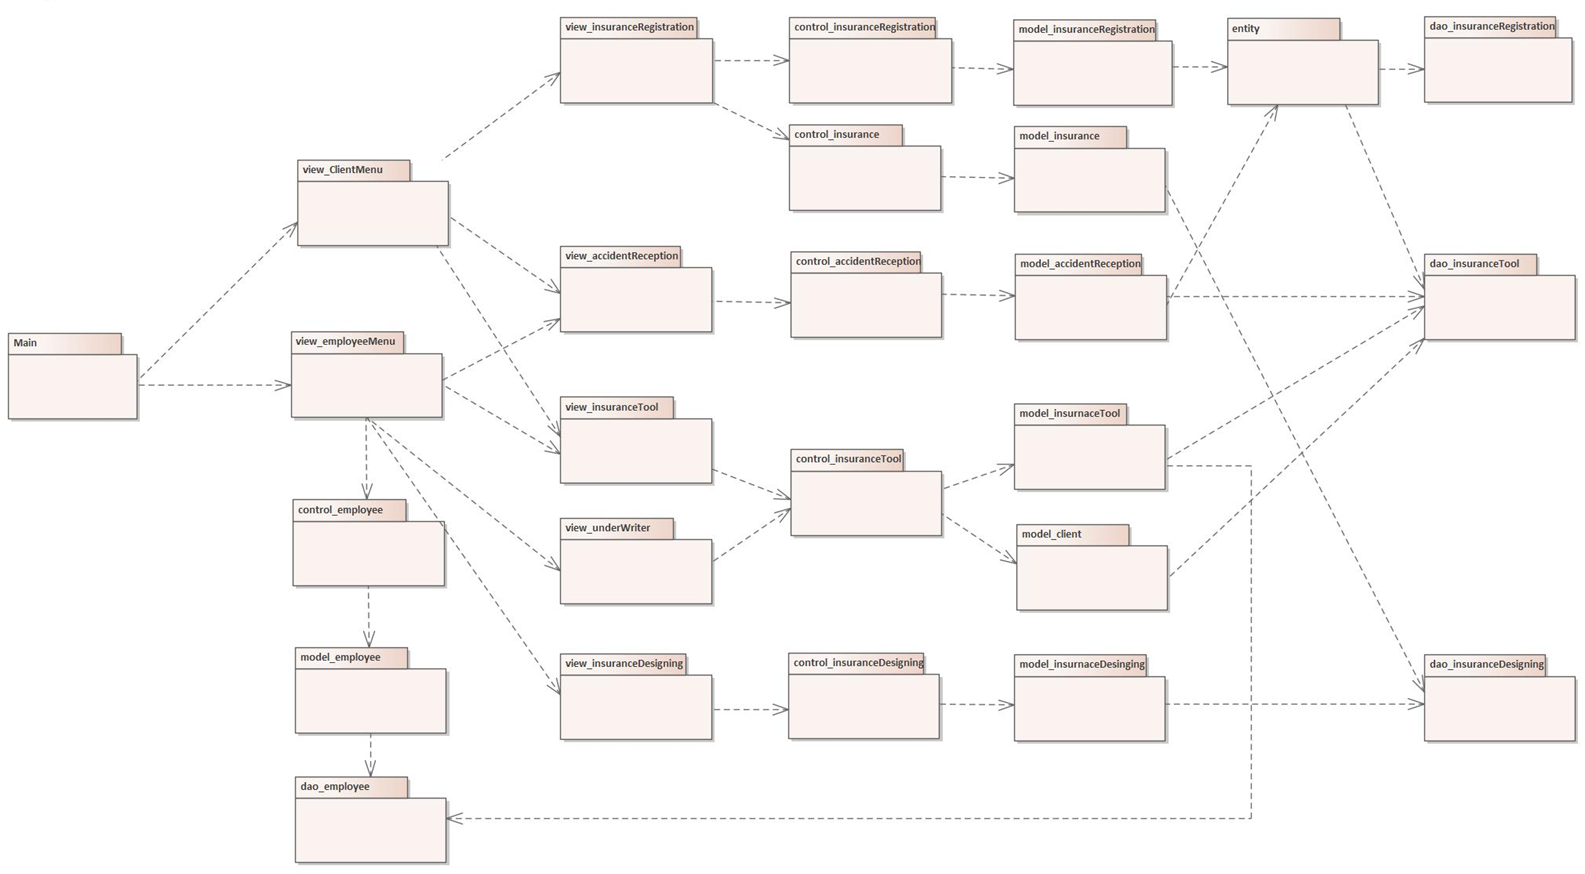 view_insuranceRegistration
control_insuranceRegistration
model_insuranceRegistration
entity
dao_insuranceRegistration
control_insurance
model_insurance
view_ClientMenu
view_accidentReception
control_accidentReception
model_accidentReception
dao_insuranceTool
Main
view_employeeMenu
view_insuranceTool
model_insurnaceTool
control_insuranceTool
control_employee
view_underWriter
model_client
model_employee
view_insuranceDesigning
control_insuranceDesigning
model_insurnaceDesinging
dao_insuranceDesigning
dao_employee